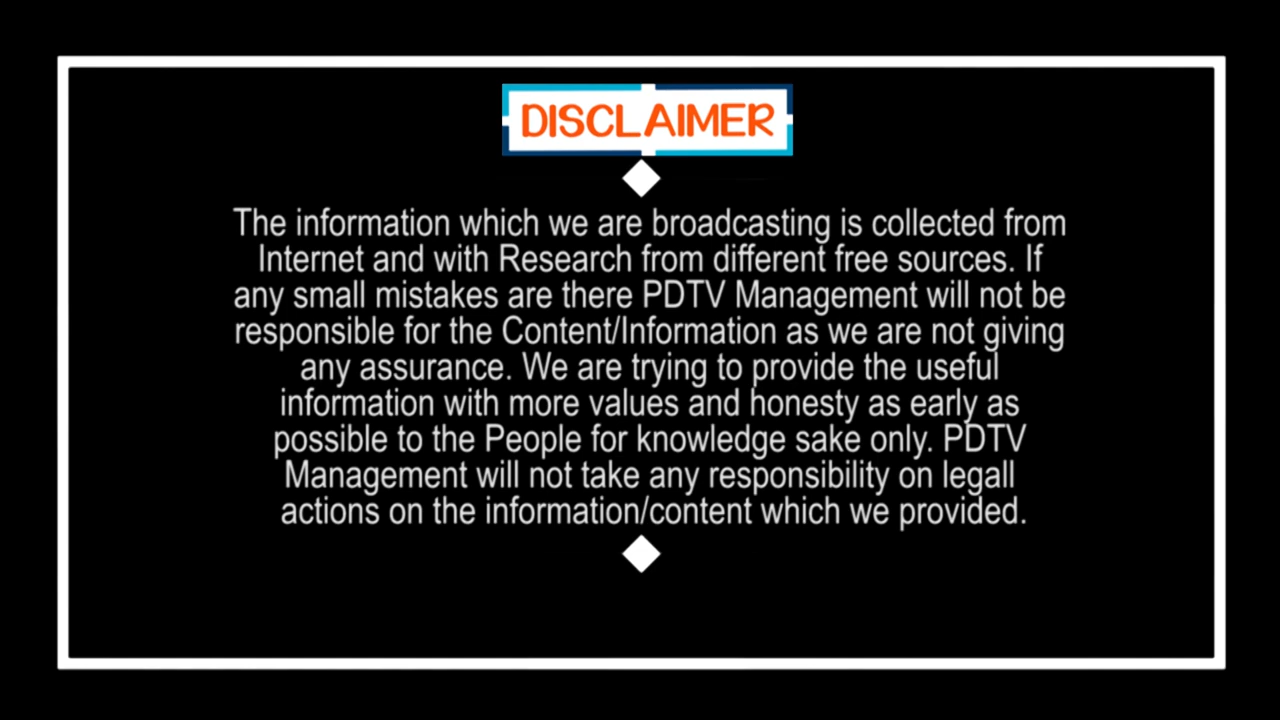 DISCLAIMER
The information which we are broadcasting is collected from
Internet and with Research from different free sources. If
any small mistakes are there PDTV Management will not be
responsible for the Content/Information as we are not giving
any assurance. We are trying to provide the useful
information with more values and honesty as early as
possible to the People for knowledge sake only. PDTV
Management will not take any responsibility on legall
actions on the information/content which we provided.